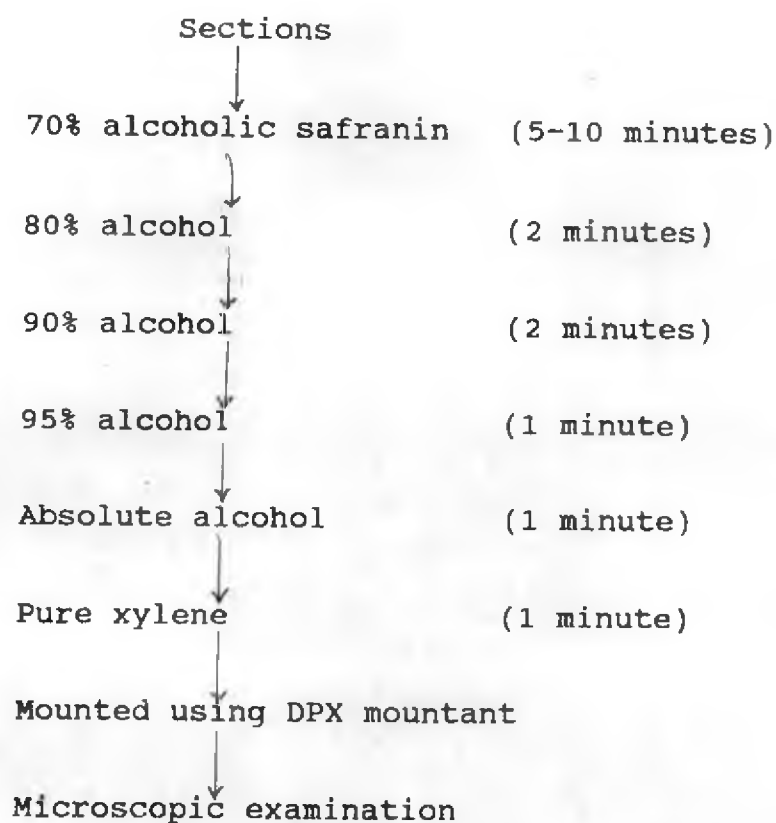 Sections
70% alcoholic safranin (5-10 minutes)
80% alcohol (2 minutes)
90% alcohol (2 minutes)
95% alcohol (1 minute)
Absolute alcohol (1 minute)
Pure xylene (1 minute)
Mounted using DPX mountant
Microscopic examination